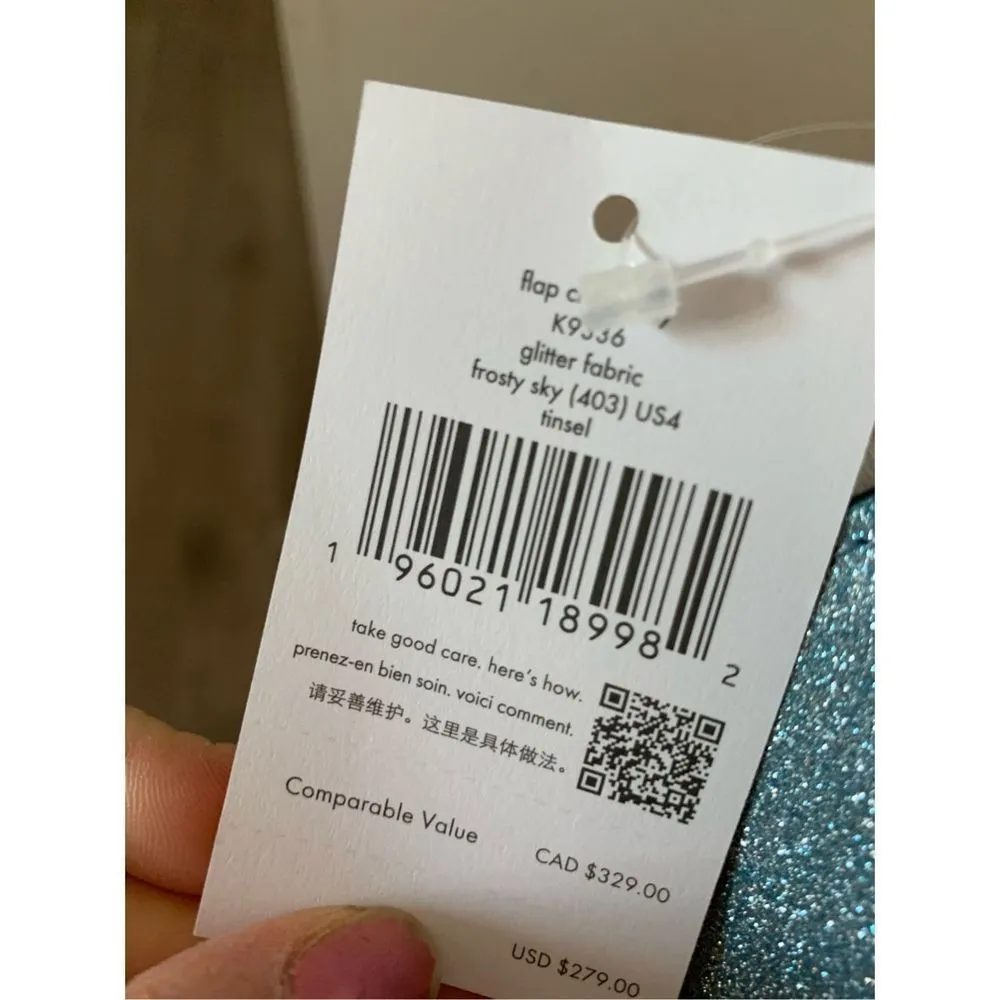 flap
glitter fabric
frosty sky (403) US4
tinsel
1 96021 18998 2
take good care. here's how.
prenez-en bien soin. voici comment.
请妥善维护。这里是具体做法。
Comparable Value
CAD $329.00
USD $279.00